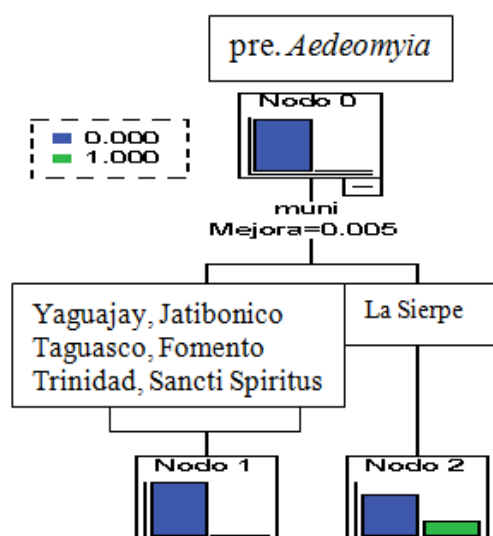 pre. Aedeomyia
Nodo 0
0.000
1.000
muni
Mejora=0.005
Yaguajay, Jatibonico
Taguasco, Fomento
Trinidad, Sancti Spiritus
La Sierpe
Nodo 1
Nodo 2